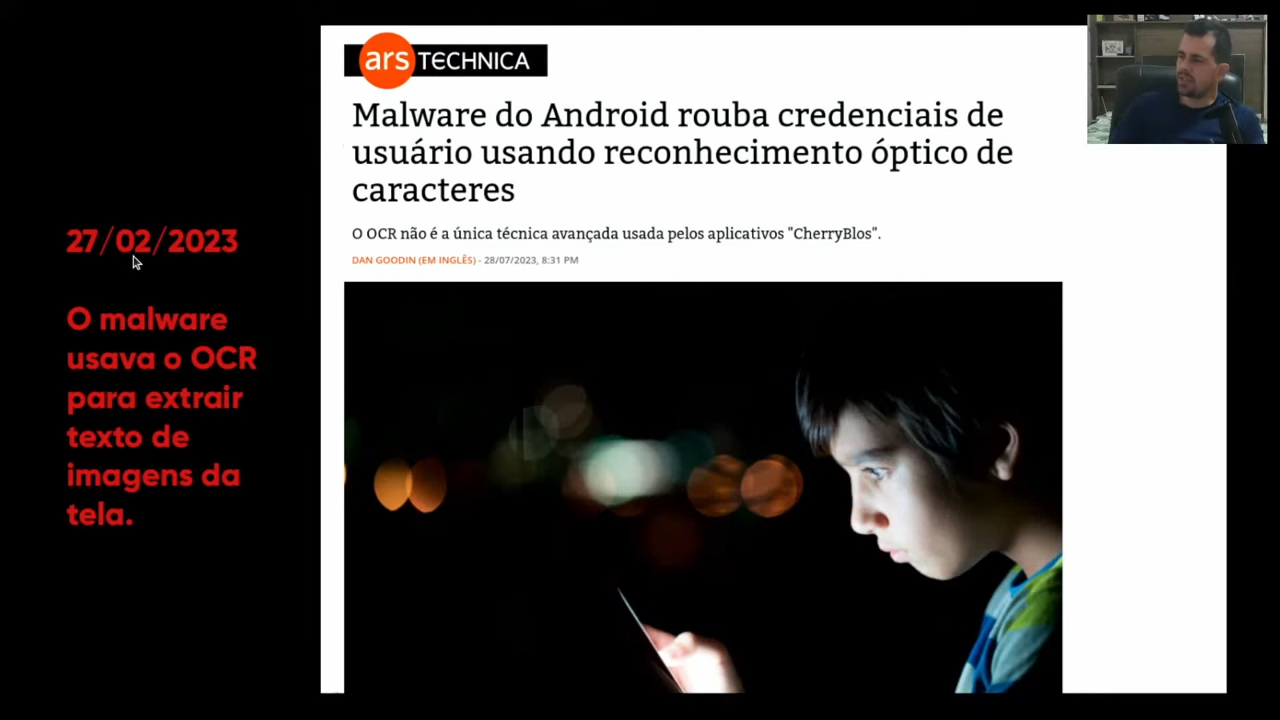 27/02/2023
O malware
usava o OCR
para extrair
texto de
imagens da
tela.
ars TECHNICA
Malware do Android rouba credenciais de
usuário usando reconhecimento óptico de
caracteres
O OCR não é a única técnica avançada usada pelos aplicativos "CherryBlos".
DAN GOODIN (EM INGLÊS) - 28/07/2023, 8:31 PM